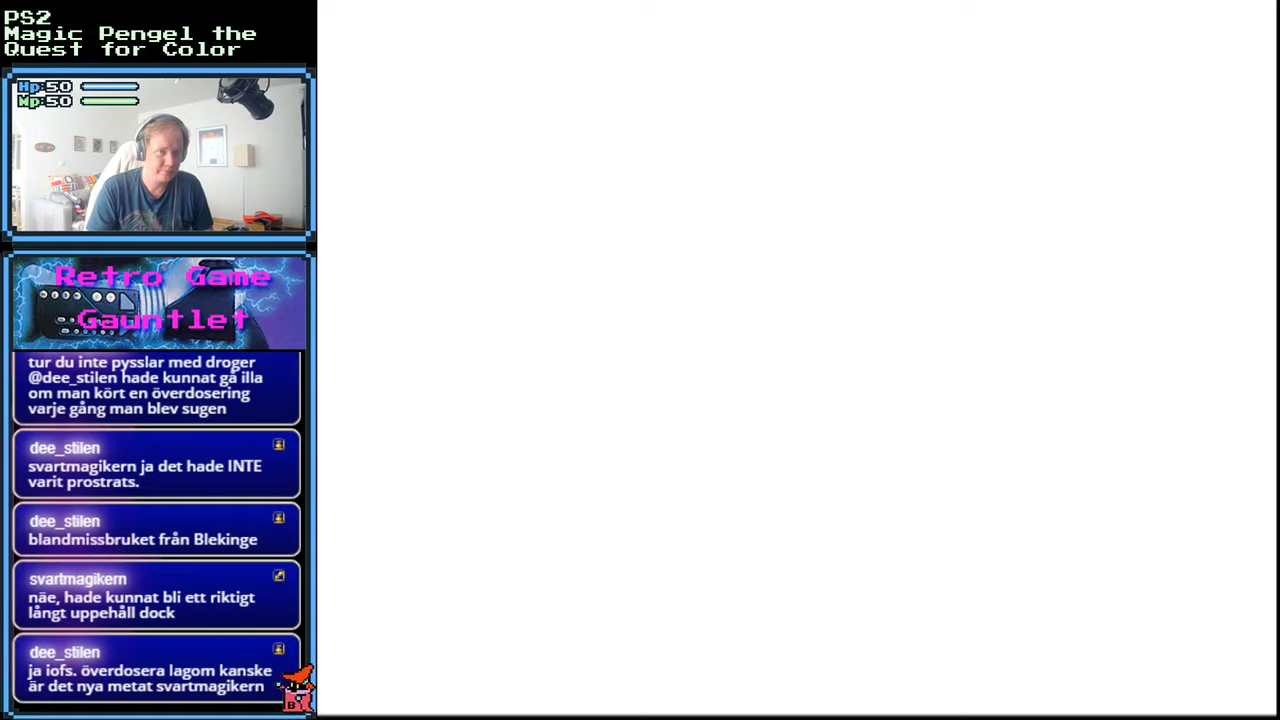 PS2
Magic Pengel the
Quest for Color
Hp:50
Mp:50
Retro Game
Gauntlet
tur du inte pysslar med droger
@dee_stilen hade kunnat gå illa
om man kört en överdosering
varje gång man blev sugen
dee_stilen
svartmagikern ja det hade INTE
varit prostrats.
dee_stilen
blandmissbruket från Blekinge
svartmagikern
näe, hade kunnat bli ett riktigt
långt uppehåll dock
dee_stilen
ja iofs. överdosera lagom kanske
är det nya metat svartmagikern